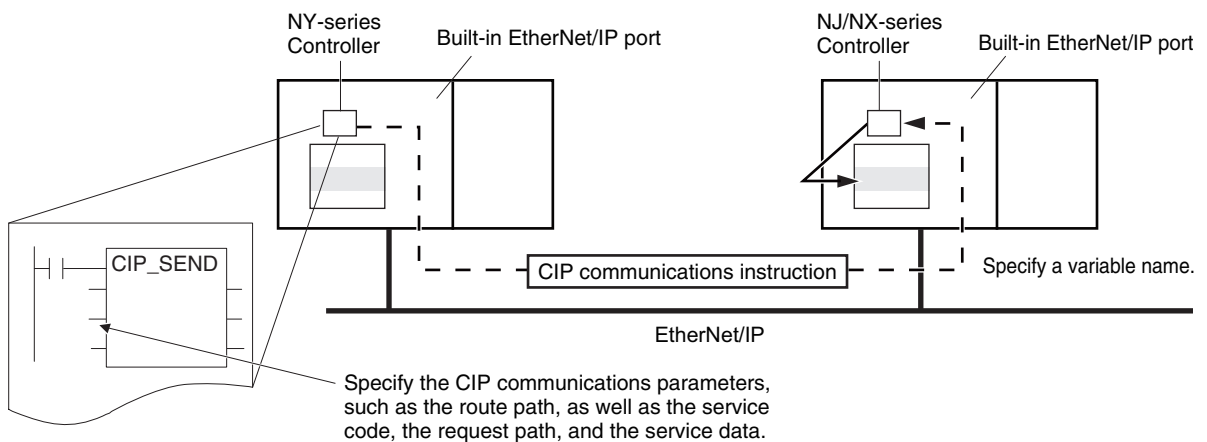 NY-series
Controller
Built-in EtherNet/IP port
NJ/NX-series
Controller
Built-in EtherNet/IP port
CIP_SEND
CIP communications instruction
Specify a variable name.
EtherNet/IP
Specify the CIP communications parameters,
such as the route path, as well as the service
code, the request path, and the service data.